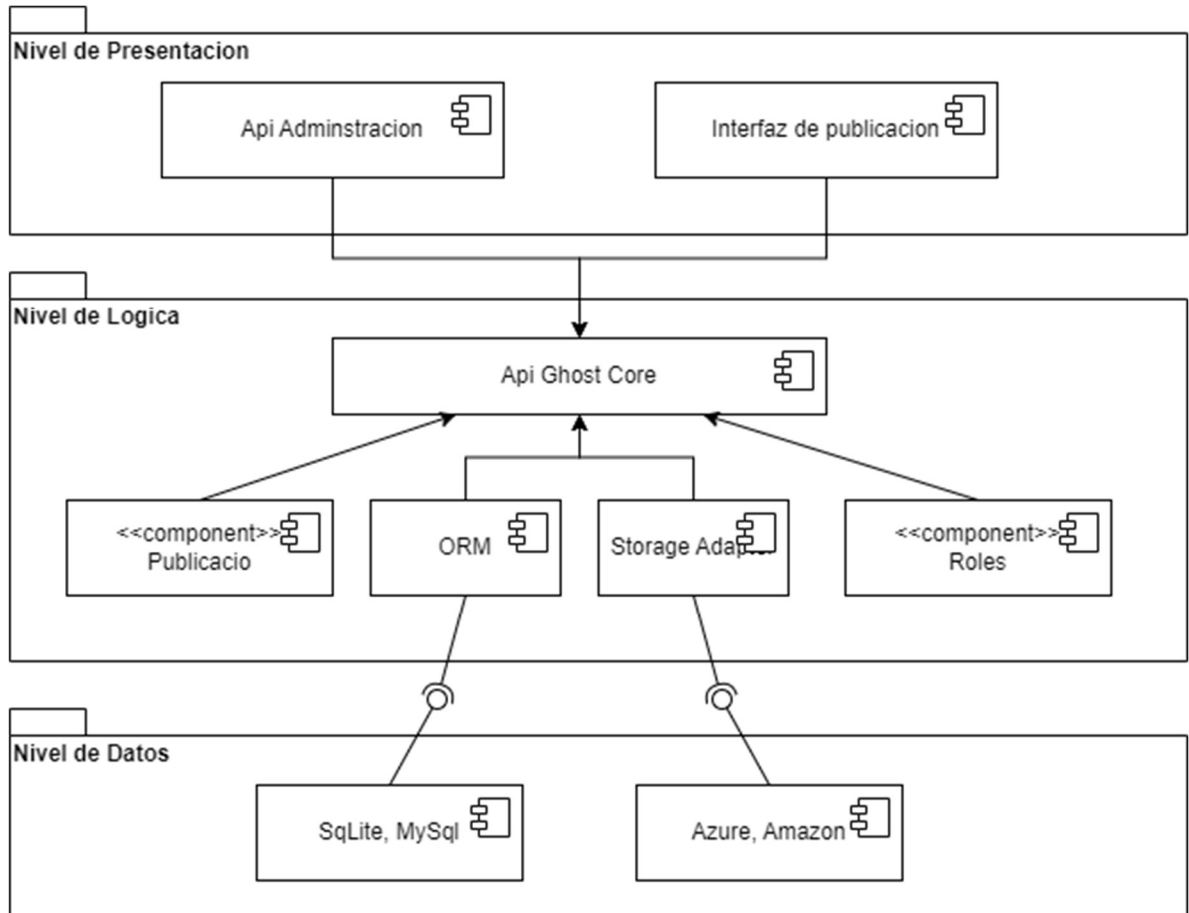 Nivel de Presentacion
Api Adminstracion
Interfaz de publicacion
Nivel de Logica
Api Ghost Core
<<component>>
Publicacio
ORM
Storage
<<component>>
Roles
Nivel de Datos
SqLite, MySql
Azure, Amazon